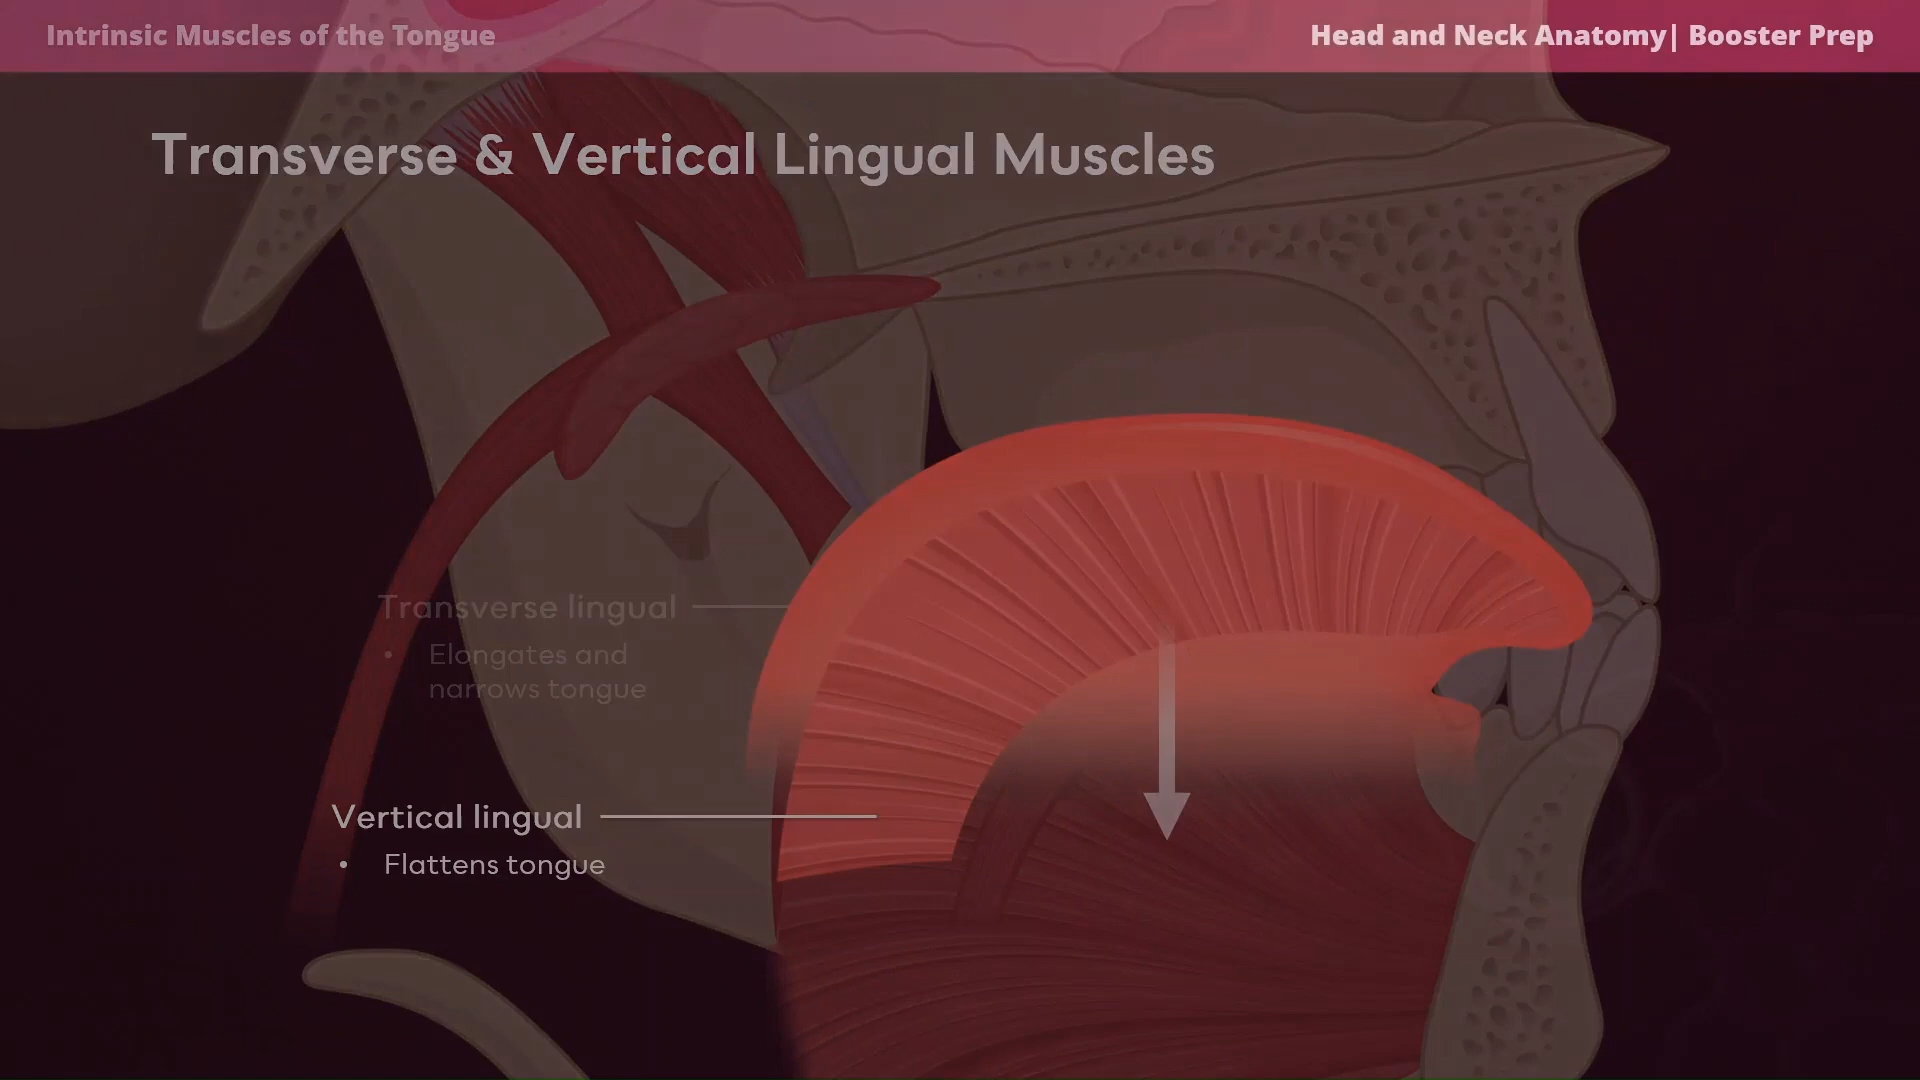 Intrinsic Muscles of the Tongue
Head and Neck Anatomy| Booster Prep
Transverse & Vertical Lingual Muscles
Transverse lingual
• Elongates and
narrows tongue
Vertical lingual
• Flattens tongue